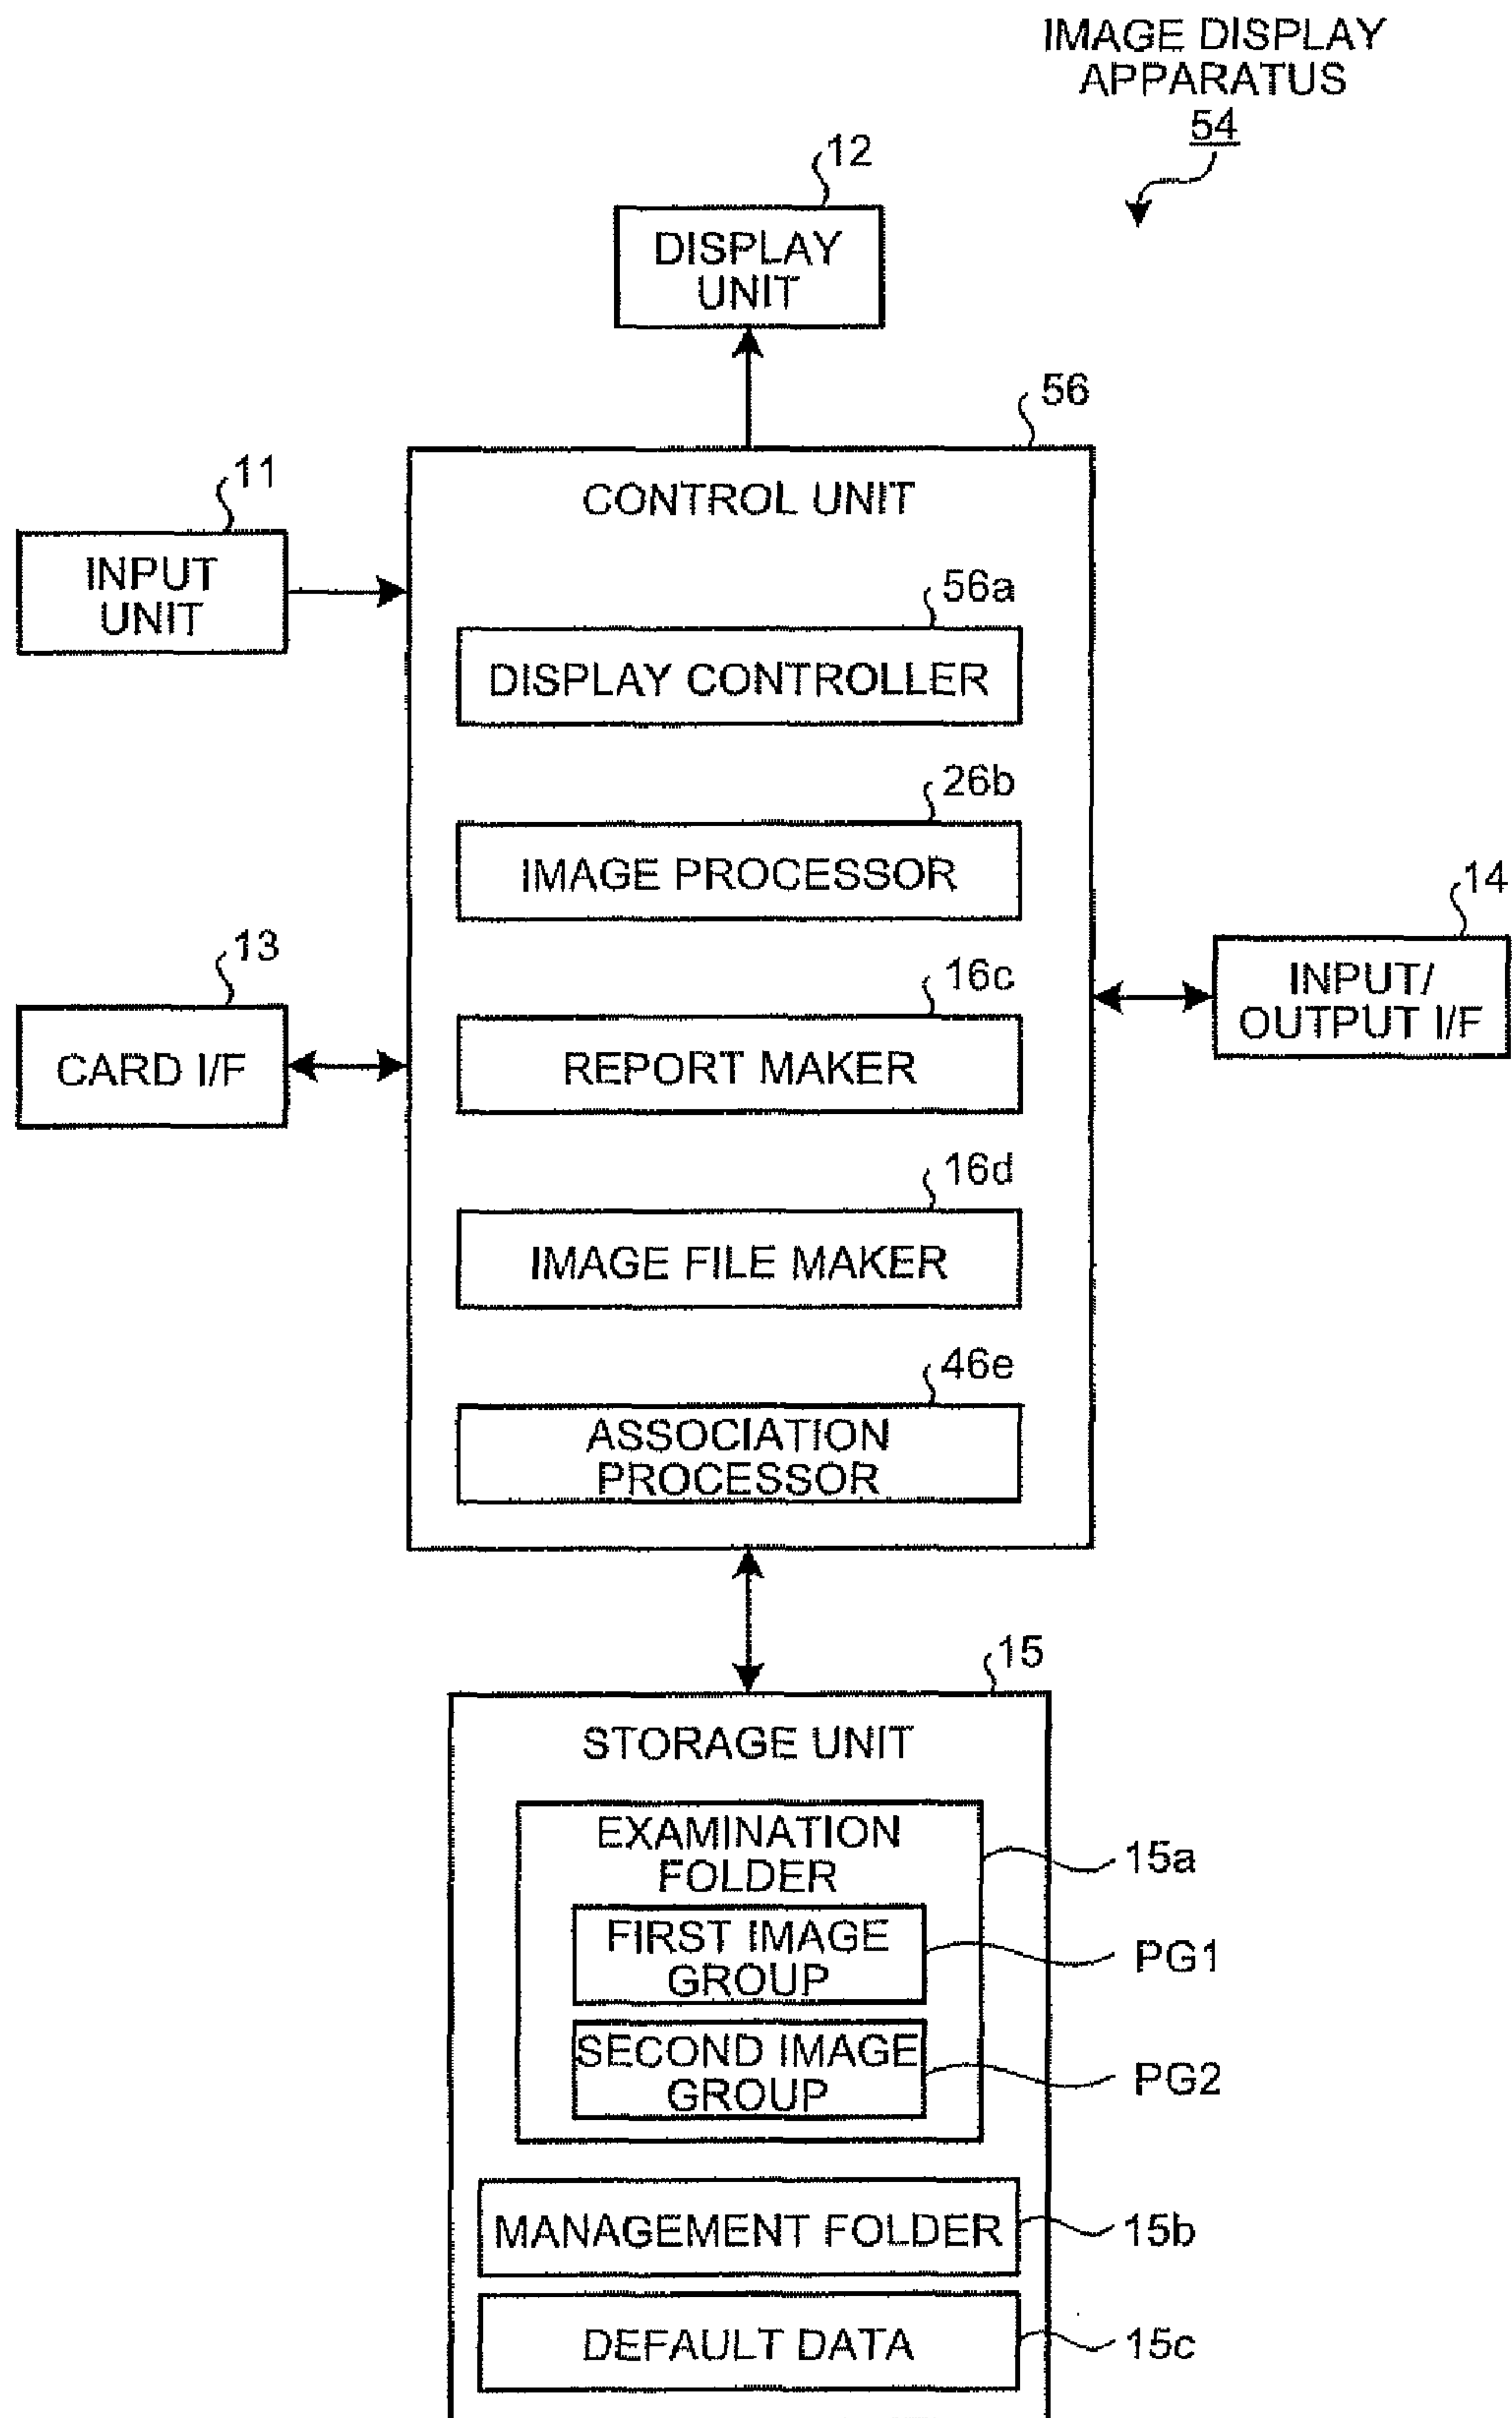 IMAGE DISPLAY
APPARATUS
54
12
DISPLAY
UNIT
56
CONTROL UNIT
11
INPUT
UNIT
56a
DISPLAY CONTROLLER
26b
IMAGE PROCESSOR
13
CARD I/F
14
INPUT/
OUTPUT I/F
16c
REPORT MAKER
16d
IMAGE FILE MAKER
46e
ASSOCIATION
PROCESSOR
15
STORAGE UNIT
EXAMINATION
FOLDER
15a
FIRST IMAGE
GROUP
PG1
SECOND IMAGE
GROUP
PG2
MANAGEMENT FOLDER
15b
DEFAULT DATA
15c